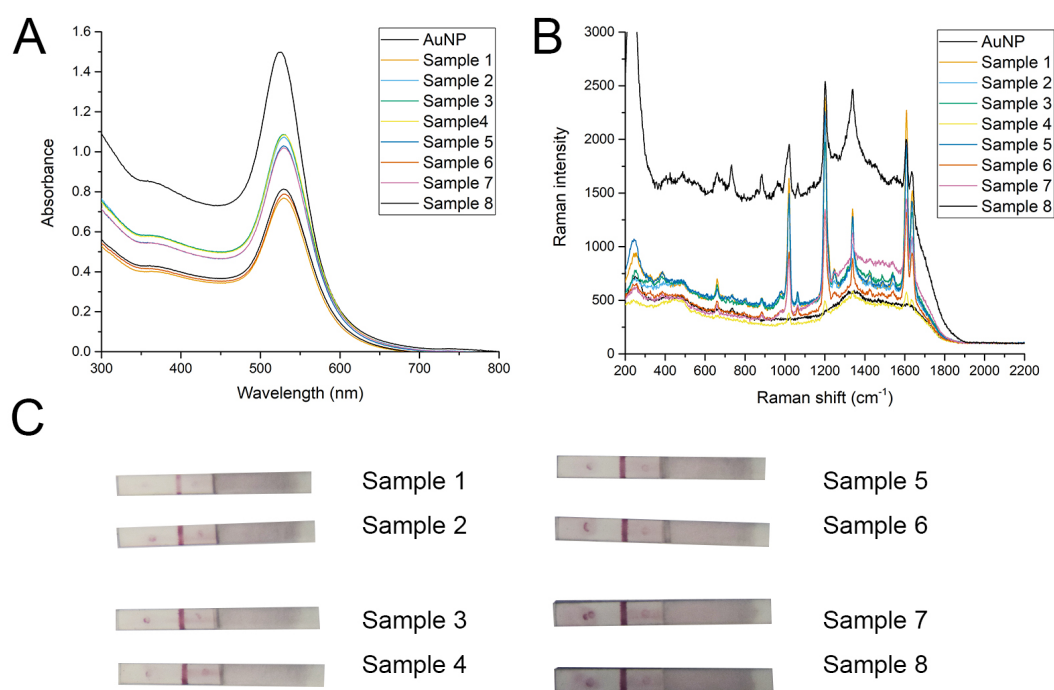 A
1.6
1.4
1.2
1.0
0.8
0.6
0.4
0.2
0.0
Absorbance
300
400
500
600
700
800
Wavelength (nm)
AuNP
Sample 1
Sample 2
Sample 3
Sample4
Sample 5
Sample 6
Sample 7
Sample 8
B
3000
2500
2000
1500
1000
500
0
Raman intensity
200 400 600 800 1000 1200 1400 1600 1800 2000 2200
Raman shift (cm⁻¹)
AuNP
Sample 1
Sample 2
Sample 3
Sample 4
Sample 5
Sample 6
Sample 7
Sample 8
C
Sample 1
Sample 2
Sample 3
Sample 4
Sample 5
Sample 6
Sample 7
Sample 8